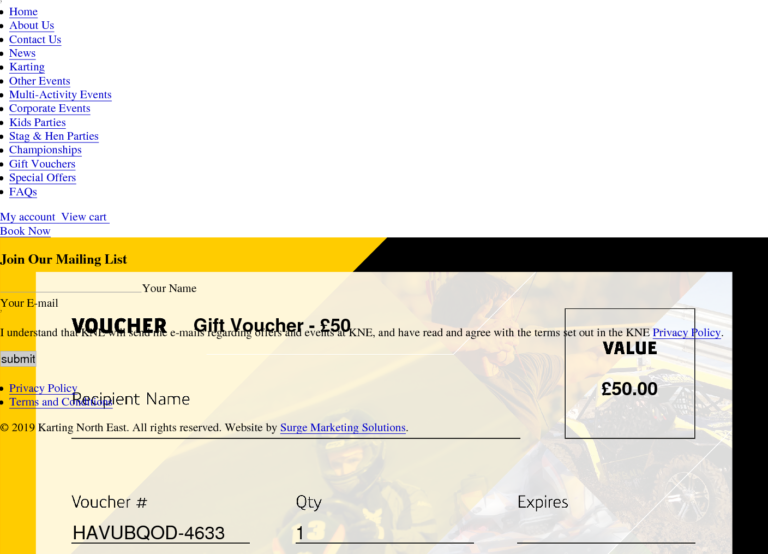 Home
About Us
Contact Us
News
Karting
Other Events
Multi-Activity Events
Corporate Events
Kids Parties
Stag & Hen Parties
Championships
Gift Vouchers
Special Offers
FAQs
My account View cart
Book Now
Join Our Mailing List
Your Name
Your E-mail
VOUCHER Gift Voucher - £50
I understand that KNE will send me e-mails regarding offers and events at KNE, and have read and agree with the terms set out in the KNE Privacy Policy.
VALUE
submit
£50.00
Privacy Policy
Recipient Name
Terms and Conditions
© 2019 Karting North East. All rights reserved. Website by Surge Marketing Solutions.
Voucher # Qty Expires
HAVUBQOD-4633 1